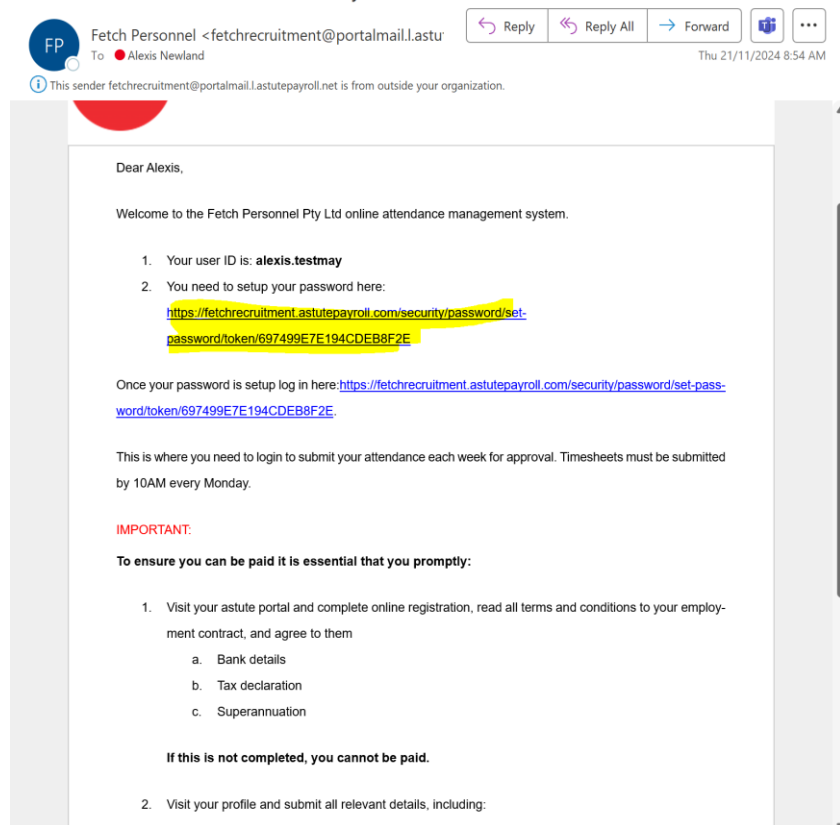 Reply
Reply All
Forward
FP
Fetch Personnel <fetchrecruitment@portalmail.l.astu
To Alexis Newland
Thu 21/11/2024 8:54 AM
This sender fetchrecruitment@portalmail.l.astutepayroll.net is from outside your organization.
Dear Alexis,
Welcome to the Fetch Personnel Pty Ltd online attendance management system.
1. Your user ID is: alexis.testmay
2. You need to setup your password here:
https://fetchrecruitment.astutepayroll.com/security/password/set-
password/token/697499E7E194CDEB8F2E
Once your password is setup log in here:https://fetchrecruitment.astutepayroll.com/security/password/set-pass-
word/token/697499E7E194CDEB8F2E.
This is where you need to login to submit your attendance each week for approval. Timesheets must be submitted
by 10AM every Monday.
IMPORTANT:
To ensure you can be paid it is essential that you promptly:
1. Visit your astute portal and complete online registration, read all terms and conditions to your employ-
ment contract, and agree to them
a. Bank details
b. Tax declaration
c. Superannuation
If this is not completed, you cannot be paid.
2. Visit your profile and submit all relevant details, including: